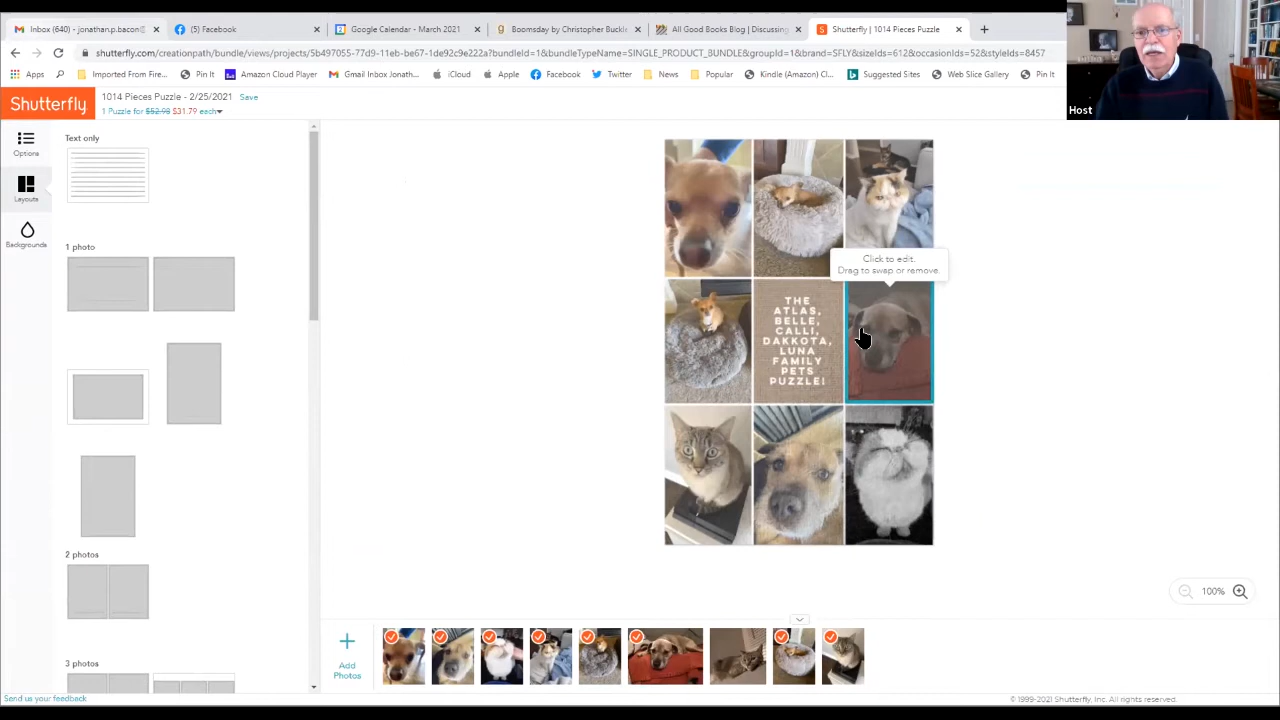 Inbox (640) - jonathan.p
(5) Facebook
Google Calendar - March 2021
Boomsday by Christopher Buckle
All Good Books Blog | Discussing
Shutterfly | 1014 Pieces Puzzle
shutterfly.com/creationpath/bundle/views/projects/5b497055-77d9-11eb-be67-1de92c9e222a?bundleId=1&bundleTypeName=SINGLE_PRODUCT_BUNDLE&groupId=1&brand=SFLY&sizeIds=612&occasionIds=52&styleIds=8457
Apps
Imported From Fire...
Pin It
Amazon Cloud Player
Gmail Inbox Jonath...
iCloud
Apple
Facebook
Twitter
News
Popular
Kindle (Amazon) Cl...
Suggested Sites
Web Slice Gallery
Pin It
Host
Shutterfly.
1014 Pieces Puzzle - 2/25/2021 Save
1 Puzzle for $52.98 $31.79 each
Options
Layouts
Backgrounds
Text only
1 photo
2 photos
3 photos
Click to edit.
Drag to swap or remove.
THE
ATLAS,
BELLE,
CALLI,
DAKKOTA,
LUNA
FAMILY
PETS
PUZZLE!
100%
Add
Photos
Send us your feedback
© 1999-2021 Shutterfly, Inc. All rights reserved.